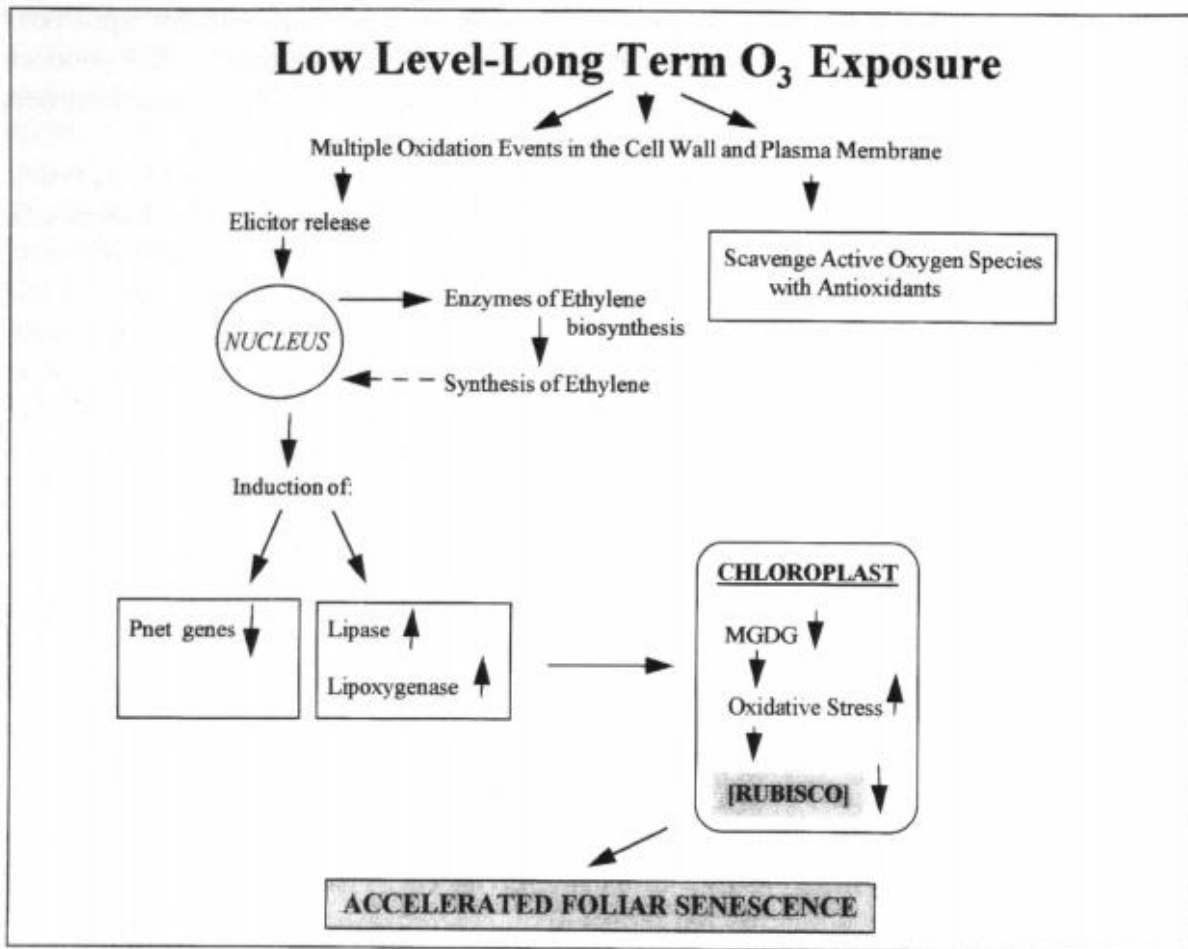 Low Level-Long Term O₃ Exposure
Multiple Oxidation Events in the Cell Wall and Plasma Membrane
Elicitor release
Scavenge Active Oxygen Species
with Antioxidants
NUCLEUS
Enzymes of Ethylene
biosynthesis
Synthesis of Ethylene
Induction of:
Pnet genes
Lipase
Lipoxygenase
CHLOROPLAST
MGDG
Oxidative Stress
[RUBISCO]
ACCELERATED FOLIAR SENESCENCE